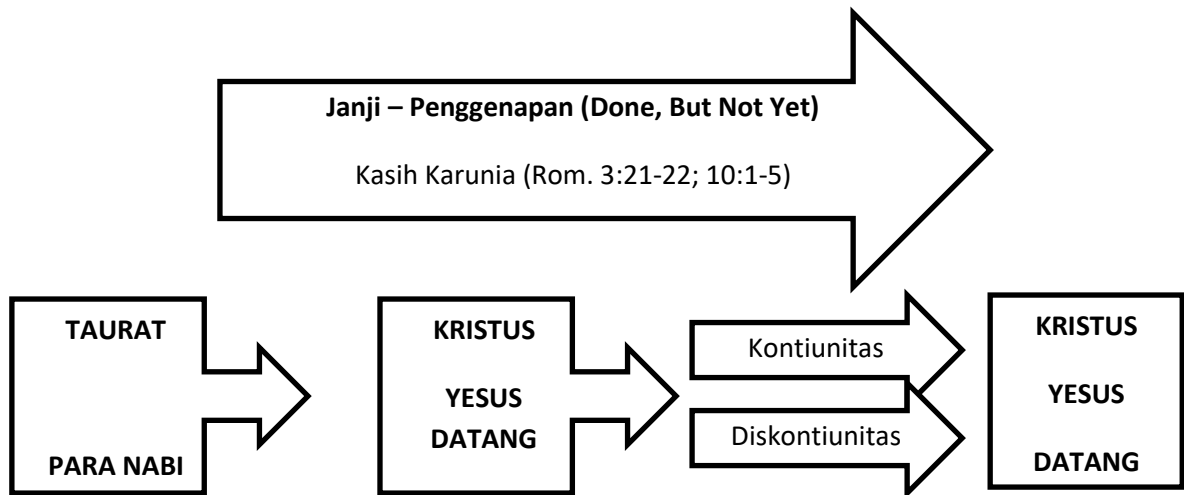 Janji – Penggenapan (Done, But Not Yet)
Kasih Karunia (Rom. 3:21-22; 10:1-5)
TAURAT
PARA NABI
KRISTUS
YESUS
DATANG
Kontiunitas
Diskontiunitas
KRISTUS
YESUS
DATANG